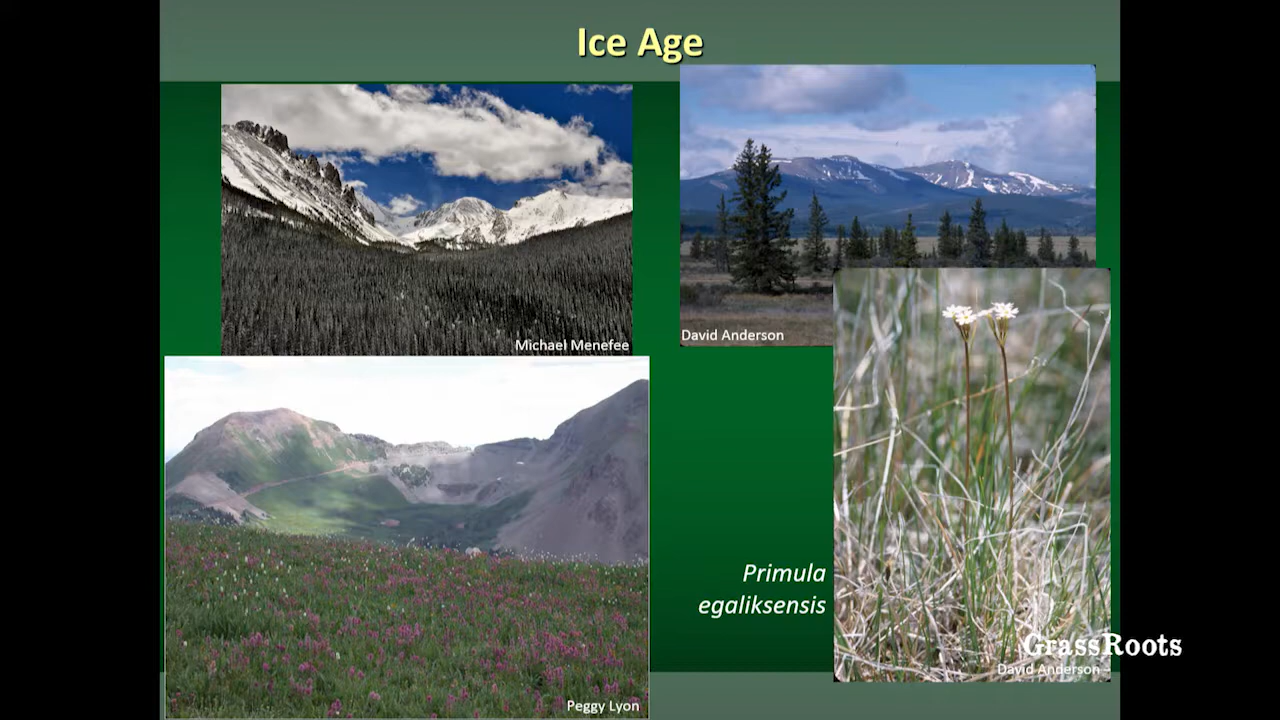 Ice Age
Michael Menefee
David Anderson
Peggy Lyon
Primula
egaliksensis
GrassRoots
David Anderson